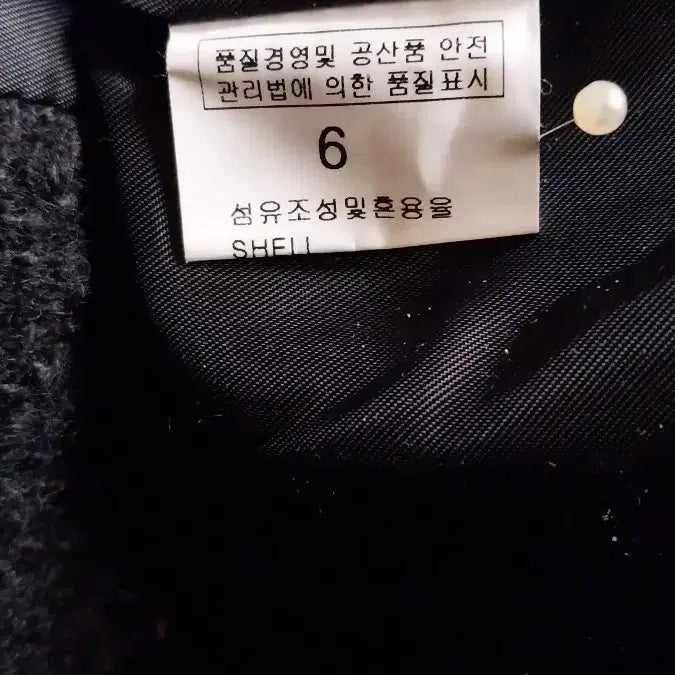 품질경영및 공산품 안전
관리법에 의한 품질표시
6
섬유조성및혼용율
SHELL